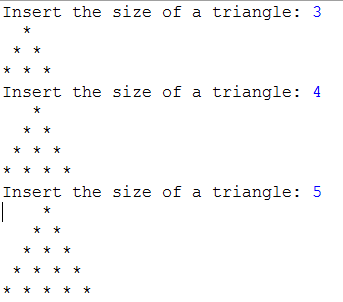 Insert the size of a triangle: 3
  *
 * *
* * *
Insert the size of a triangle: 4
   *
  * *
 * * *
* * * *
Insert the size of a triangle: 5
    *
   * *
  * * *
 * * * *
* * * * *